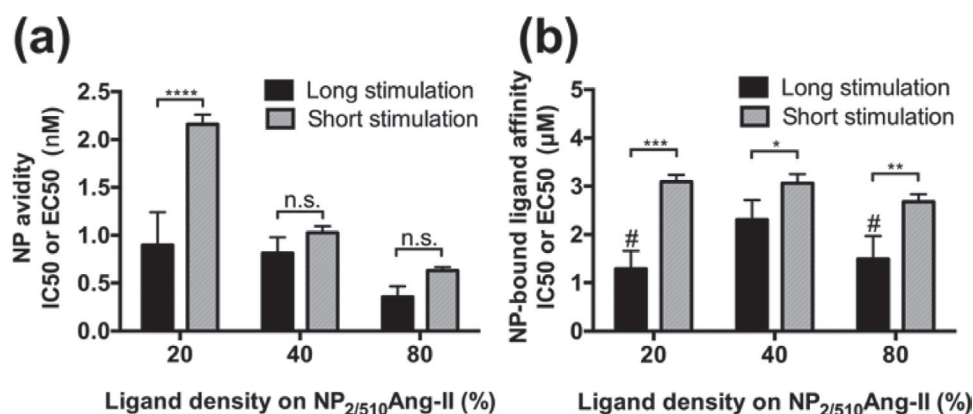 (a)
Long stimulation
Short stimulation
NP avidity
IC50 or EC50 (nM)
2.5
2.0
1.5
1.0
0.5
0.0
****
n.s.
n.s.
20
40
80
Ligand density on NP2/510Ang-II (%)
(b)
Long stimulation
Short stimulation
NP-bound ligand affinity
IC50 or EC50 (µM)
5
4
3
2
1
0
***
*
**
#
#
20
40
80
Ligand density on NP2/510Ang-II (%)